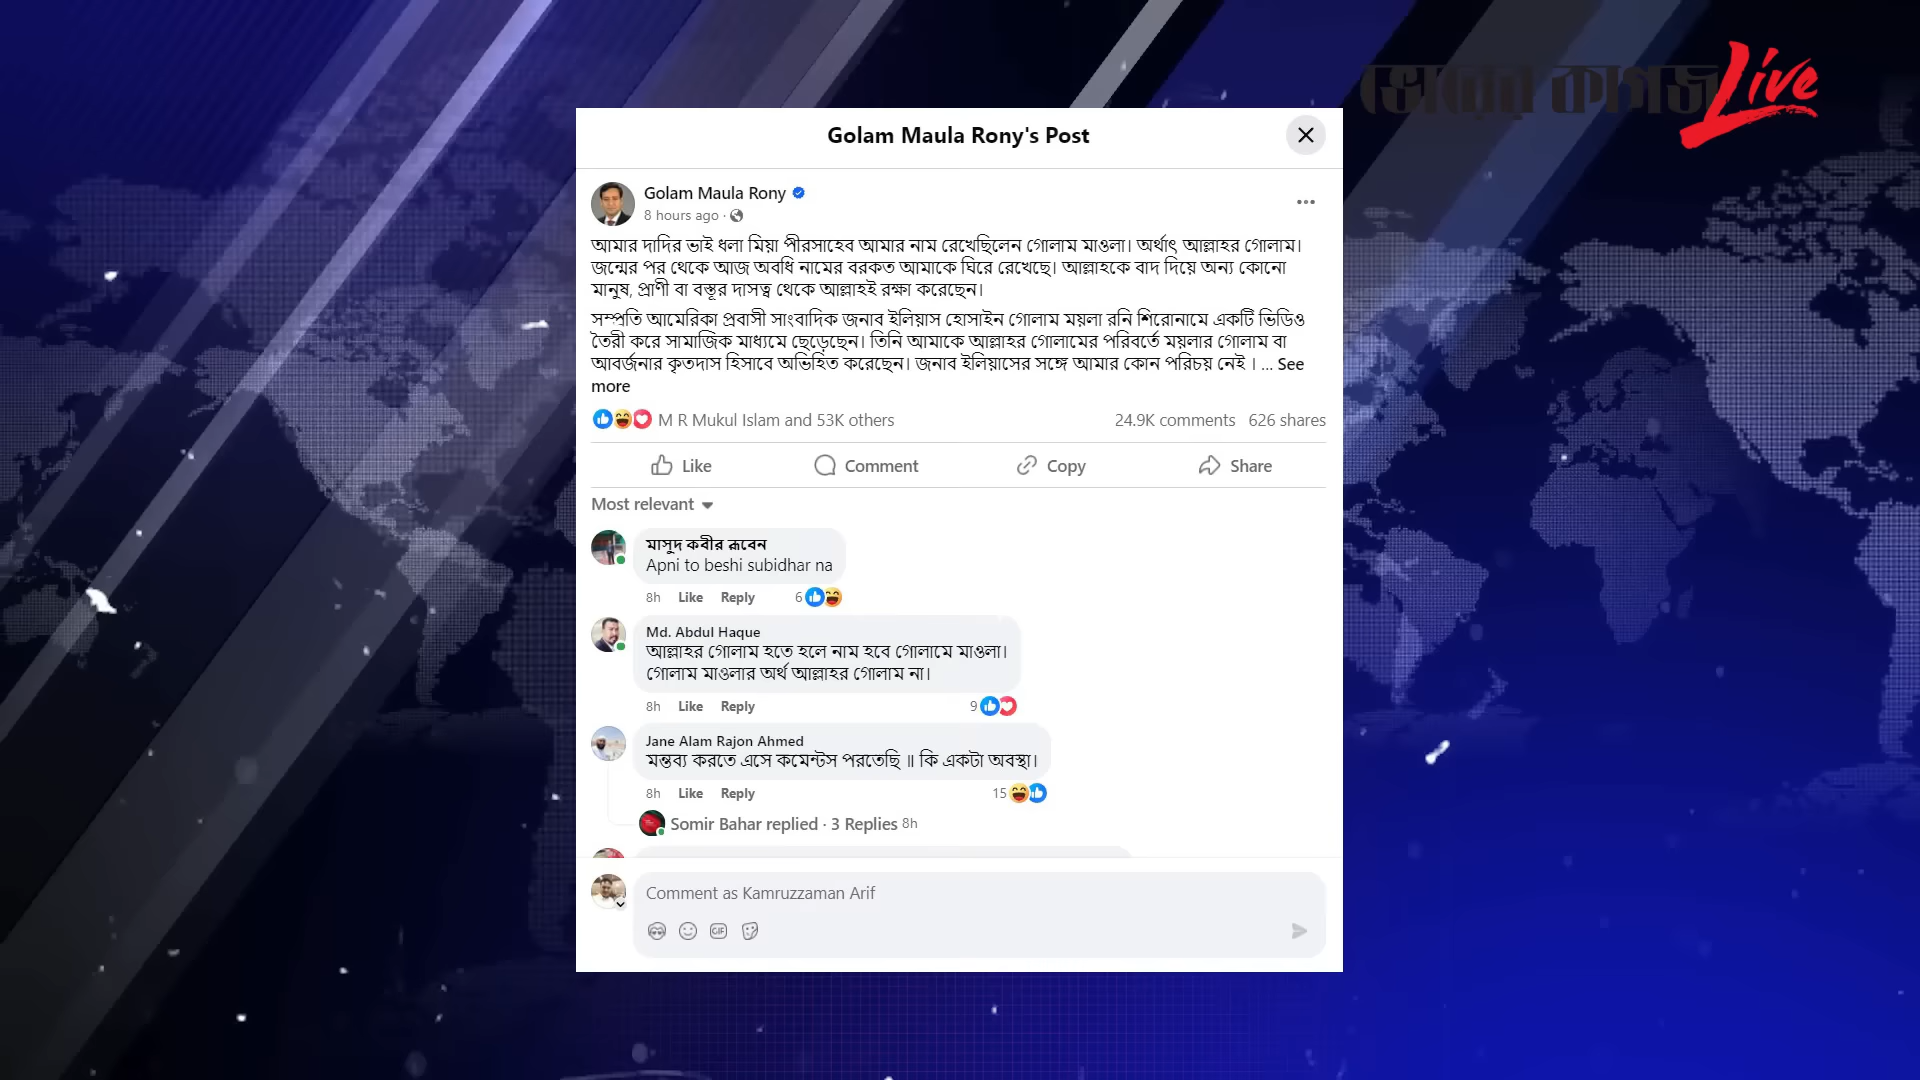 ভোরের কাগজ Live
Golam Maula Rony's Post
Golam Maula Rony
8 hours ago ·
আমার দাদির ভাই ধলা মিয়া পীরসাহেব আমার নাম রেখেছিলেন গোলাম মাওলা। অর্থাৎ আল্লাহর গোলাম।
জন্মের পর থেকে আজ অবধি নামের বরকত আমাকে ঘিরে রেখেছে। আল্লাহকে বাদ দিয়ে অন্য কোনো
মানুষ, প্রাণী বা বস্তুর দাসত্ব থেকে আল্লাহই রক্ষা করেছেন।
সম্প্রতি আমেরিকা প্রবাসী সাংবাদিক জনাব ইলিয়াস হোসাইন গোলাম ময়লা রনি শিরোনামে একটি ভিডিও
তৈরী করে সামাজিক মাধ্যমে ছেড়েছেন। তিনি আমাকে আল্লাহর গোলামের পরিবর্তে ময়লার গোলাম বা
আবর্জনার কৃতদাস হিসাবে অভিহিত করেছেন। জনাব ইলিয়াসের সঙ্গে আমার কোন পরিচয় নেই । ... See
more
M R Mukul Islam and 53K others 24.9K comments 626 shares
Like Comment Copy Share
Most relevant
মাসুদ কবীর রূবেন
Apni to beshi subidhar na
8h Like Reply 6
Md. Abdul Haque
আল্লাহর গোলাম হতে হলে নাম হবে গোলামে মাওলা।
গোলাম মাওলার অর্থ আল্লাহর গোলাম না।
8h Like Reply 9
Jane Alam Rajon Ahmed
মন্তব্য করতে এসে কমেন্টস পরতেছি ॥ কি একটা অবস্থা।
8h Like Reply 15
Somir Bahar replied · 3 Replies 8h
Comment as Kamruzzaman Arif
GIF